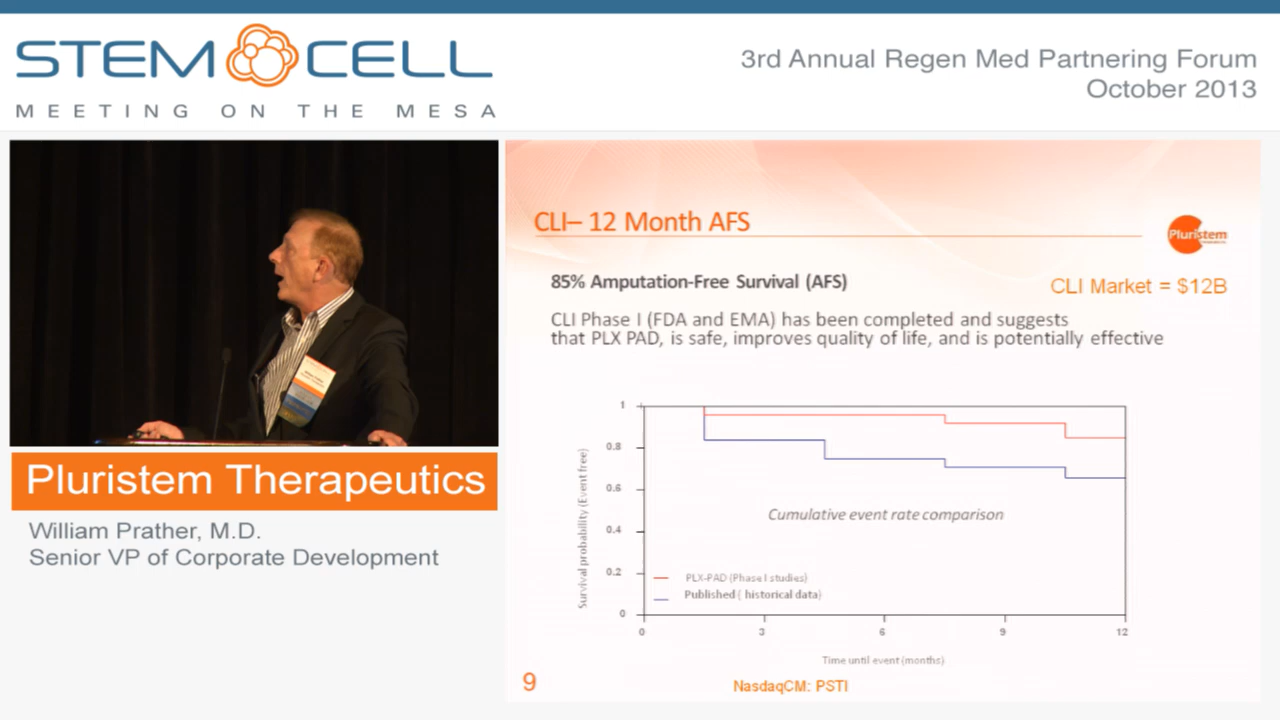 STEM CELL
MEETING ON THE MESA
3rd Annual Regen Med Partnering Forum
October 2013
Pluristem Therapeutics
William Prather, M.D.
Senior VP of Corporate Development
CLI– 12 Month AFS
Pluristem
85% Amputation-Free Survival (AFS)
CLI Market = $12B
CLI Phase I (FDA and EMA) has been completed and suggests
that PLX PAD, is safe, improves quality of life, and is potentially effective
Survival probability (Event free)
1
0.8
0.6
0.4
0.2
0
Cumulative event rate comparison
PLX-PAD (Phase I studies)
Published ( historical data)
0 3 6 9 12
Time until event (months)
9
NasdaqCM: PSTI